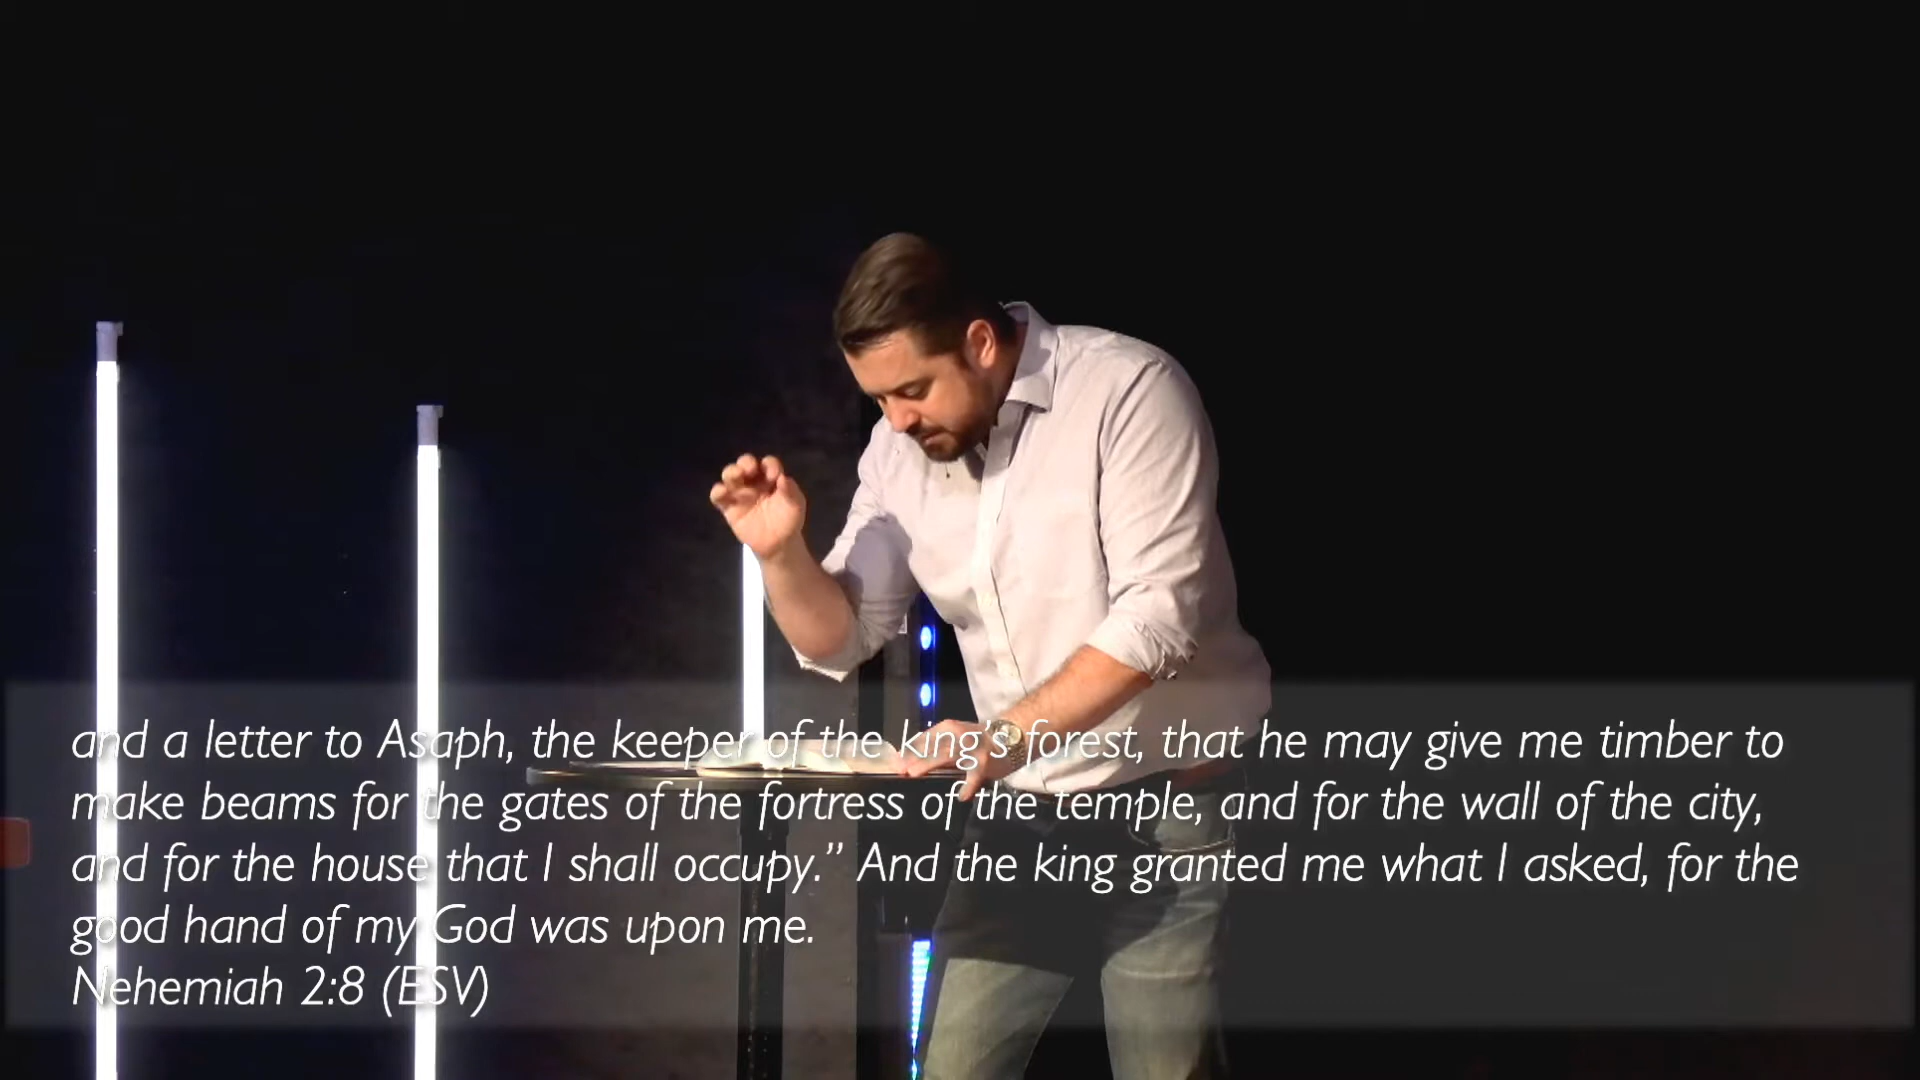 and a letter to Asaph, the keeper of the king’s forest, that he may give me timber to
make beams for the gates of the fortress of the temple, and for the wall of the city,
and for the house that I shall occupy.” And the king granted me what I asked, for the
good hand of my God was upon me.
Nehemiah 2:8 (ESV)